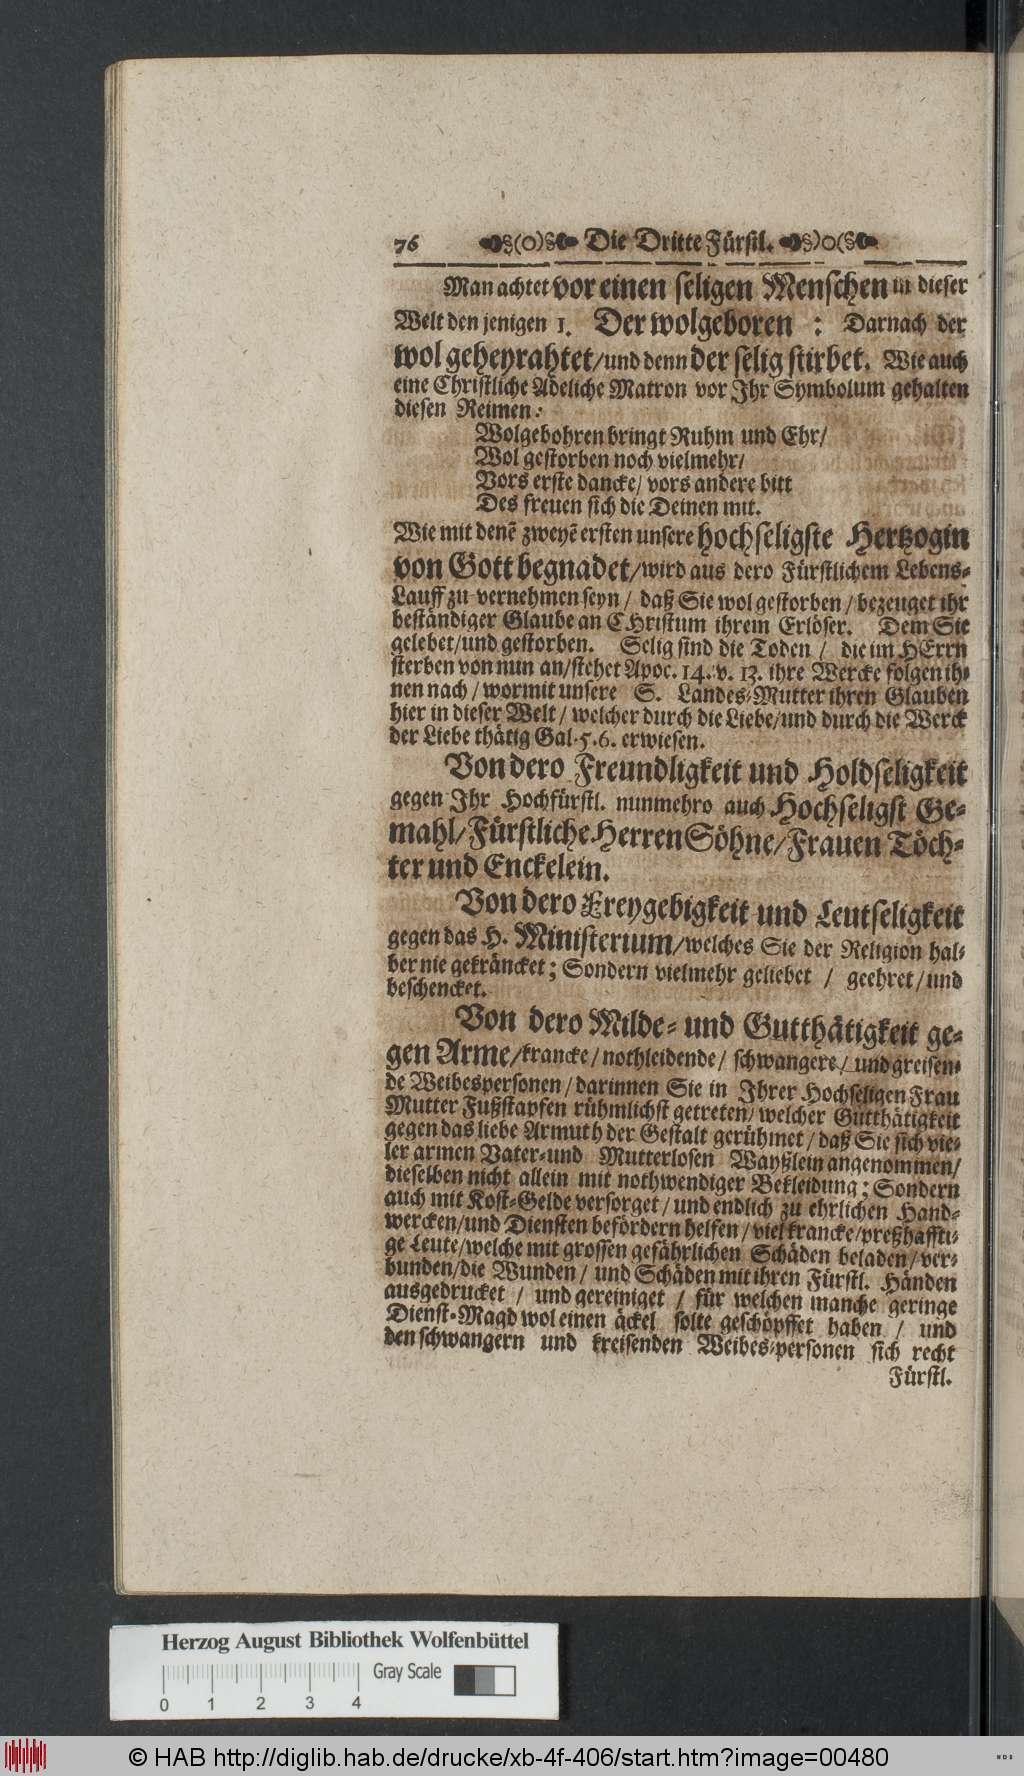 76 §(O)§ Die Dritte Fürstl. §)o(§
Man achtet vor einen seligen Menschen in dieser
Welt den jenigen 1. Der wolgeboren : Darnach der
wol geheyrahtet/und denn der selig stirbet. Wie auch
eine Christliche Adeliche Matron vor Jhr Symbolum gehalten
diesen Reimen:
Wolgebohren bringt Ruhm und Ehr/
Wol gestorben noch vielmehr/
Vors erste dancke/ vors andere bitt
Des freuen sich die Deinen mit.
Wie mit denē zweyē ersten unsere hochseligste Hertzogin
von Gott begnadet/wird aus dero Fürstlichem Lebens-
Lauff zu vernehmen seyn / daß Sie wol gestorben / bezeuget ihr
beständiger Glaube an CHristum ihrem Erlöser. Dem Sie
gelebet/und gestorben. Selig sind die Toden / die im HErrn
sterben von nun an/stehet Apoc. 14. v. 13. ihre Wercke folgen ih-
nen nach / wormit unsere S. Landes-Mutter ihren Glauben
hier in dieser Welt / welcher durch die Liebe/und durch die Werck
der Liebe thätig Gal. 5. 6. erwiesen.
Von dero Freundligkeit und Holdseligkeit
gegen Jhr Hochfürstl. nunmehro auch Hochseligst Ge-
mahl/Fürstliche Herren Söhne/Frauen Töch-
ter und Enckelein.
Von dero Freygebigkeit und Leutseligkeit
gegen das H. Ministerium/welches Sie der Religion hal-
ber nie gekräncket; Sondern vielmehr geliebet / geehret/und
beschencket.
Von dero Milde- und Gutthätigkeit ge-
gen Arme/krancke/ nothleidende/ schwangere/ und greisen-
de Weibespersonen / darinnen Sie in Jhrer Hochseligen Frau
Mutter Fußstapfen rühmlichst getreten/ welcher Gutthätigkeit
gegen das liebe Armuth der Gestalt gerühmet / daß Sie sich vie-
ler armen Vater-und Mutterlosen Wayßlein angenommen/
dieselben nicht allein mit nothwendiger Bekleidung; Sondern
auch mit Kost-Gelde versorget / und endlich zu ehrlichen Hand-
wercken/und Diensten befördern helfen / viel krancke/preßhaffti-
ge Leute/welche mit grossen gefährlichen Schäden beladen/ ver-
bunden/die Wunden / und Schäden mit ihren Fürstl. Händen
ausgedrucket / und gereiniget / für welchen manche geringe
Dienst-Magd wol einen äckel solte geschöpffet haben / und
den schwangern und kreisenden Weibes-personen sich recht
Fürstl.
Herzog August Bibliothek Wolfenbüttel
Gray Scale
0 1 2 3 4
© HAB http://diglib.hab.de/drucke/xb-4f-406/start.htm?image=00480